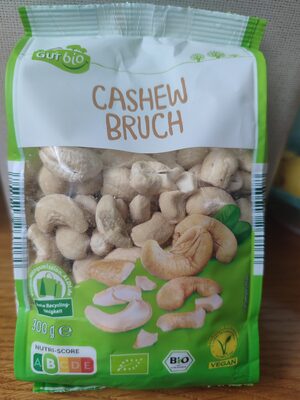 GUT bio
CASHEW
BRUCH
300 g e
NUTRI-SCORE
A B C D E
BIO
VEGAN